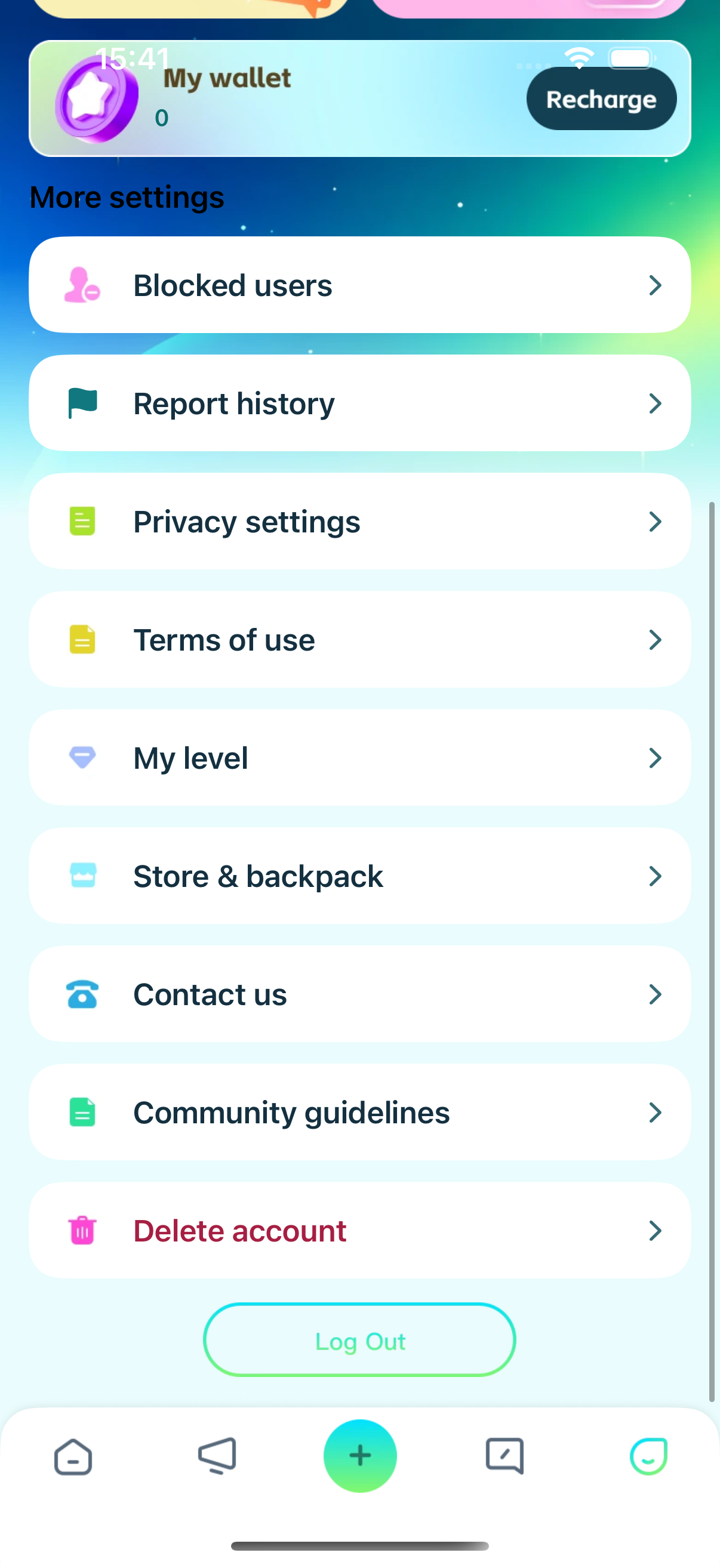 15:41
My wallet
0
Recharge
More settings
Blocked users
Report history
Privacy settings
Terms of use
My level
Store & backpack
Contact us
Community guidelines
Delete account
Log Out